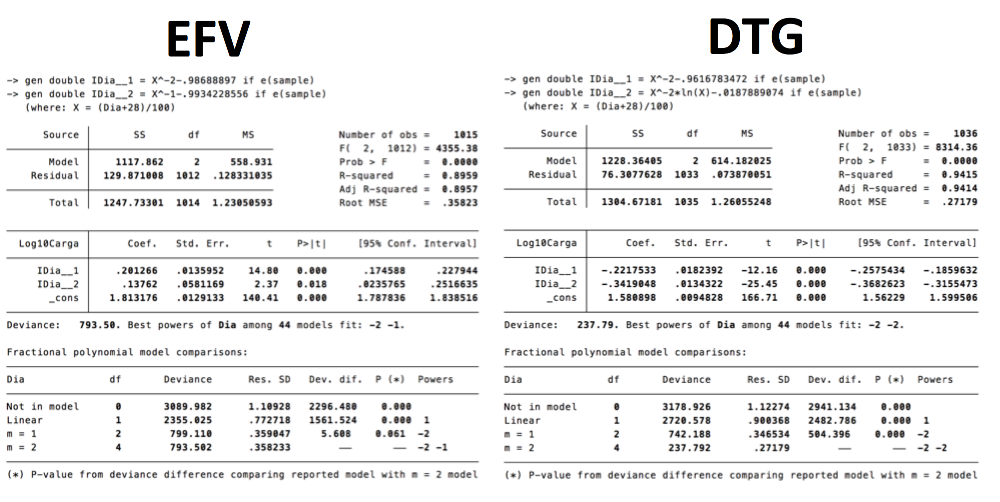 EFV
-> gen double IDia__1 = X^-2-.98688897 if e(sample)
-> gen double IDia__2 = X^-1-.9934228556 if e(sample)
(where: X = (Dia+28)/100)
Source SS df MS Number of obs = 1015
F( 2, 1012) = 4355.38
Model 1117.862 2 558.931 Prob > F = 0.0000
Residual 129.871008 1012 .128331035 R-squared = 0.8959
Adj R-squared = 0.8957
Total 1247.73301 1014 1.23050593 Root MSE = .35823
Log10Carga Coef. Std. Err. t P>|t| [95% Conf. Interval]
IDia__1 .201266 .0135952 14.80 0.000 .174588 .227944
IDia__2 .13762 .0581169 2.37 0.018 .0235765 .2516635
_cons 1.813176 .0129133 140.41 0.000 1.787836 1.838516
Deviance: 793.50. Best powers of Dia among 44 models fit: -2 -1.
Fractional polynomial model comparisons:
Dia df Deviance Res. SD Dev. dif. P (*) Powers
Not in model 0 3089.982 1.10928 2296.480 0.000
Linear 1 2355.025 .772718 1561.524 0.000 1
m = 1 2 799.110 .359047 5.608 0.061 -2
m = 2 4 793.502 .358233 — — -2 -1
(*) P-value from deviance difference comparing reported model with m = 2 model
DTG
-> gen double IDia__1 = X^-2-.9616783472 if e(sample)
-> gen double IDia__2 = X^-2*ln(X)-.0187889074 if e(sample)
(where: X = (Dia+28)/100)
Source SS df MS Number of obs = 1036
F( 2, 1033) = 8314.36
Model 1228.36405 2 614.182025 Prob > F = 0.0000
Residual 76.3077628 1033 .073870051 R-squared = 0.9415
Adj R-squared = 0.9414
Total 1304.67181 1035 1.26055248 Root MSE = .27179
Log10Carga Coef. Std. Err. t P>|t| [95% Conf. Interval]
IDia__1 -.2217533 .0182392 -12.16 0.000 -.2575434 -.1859632
IDia__2 -.3419048 .0134322 -25.45 0.000 -.3682623 -.3155473
_cons 1.580898 .0094828 166.71 0.000 1.56229 1.599506
Deviance: 237.79. Best powers of Dia among 44 models fit: -2 -2.
Fractional polynomial model comparisons:
Dia df Deviance Res. SD Dev. dif. P (*) Powers
Not in model 0 3178.926 1.12274 2941.134 0.000
Linear 1 2720.578 .900368 2482.786 0.000 1
m = 1 2 742.188 .346534 504.396 0.000 -2
m = 2 4 237.792 .27179 — — -2 -2
(*) P-value from deviance difference comparing reported model with m = 2 model